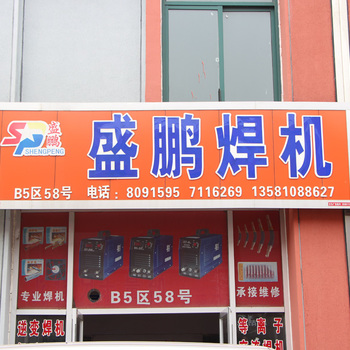 盛鹏
SHENGPENG
盛鹏焊机
B5区58号 电话：8091595 7116269 13581088627
专业焊机
B5区58号
承接维修
逆变焊机
等离子